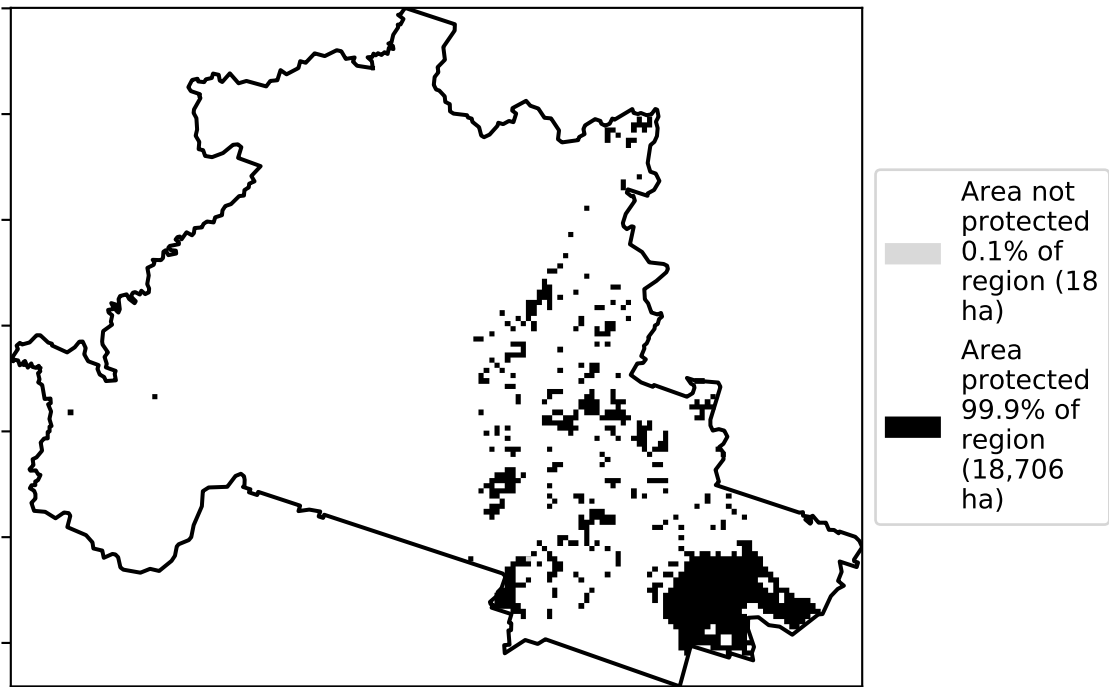 Area not
protected
0.1% of
region (18
ha)
Area
protected
99.9% of
region
(18,706
ha)